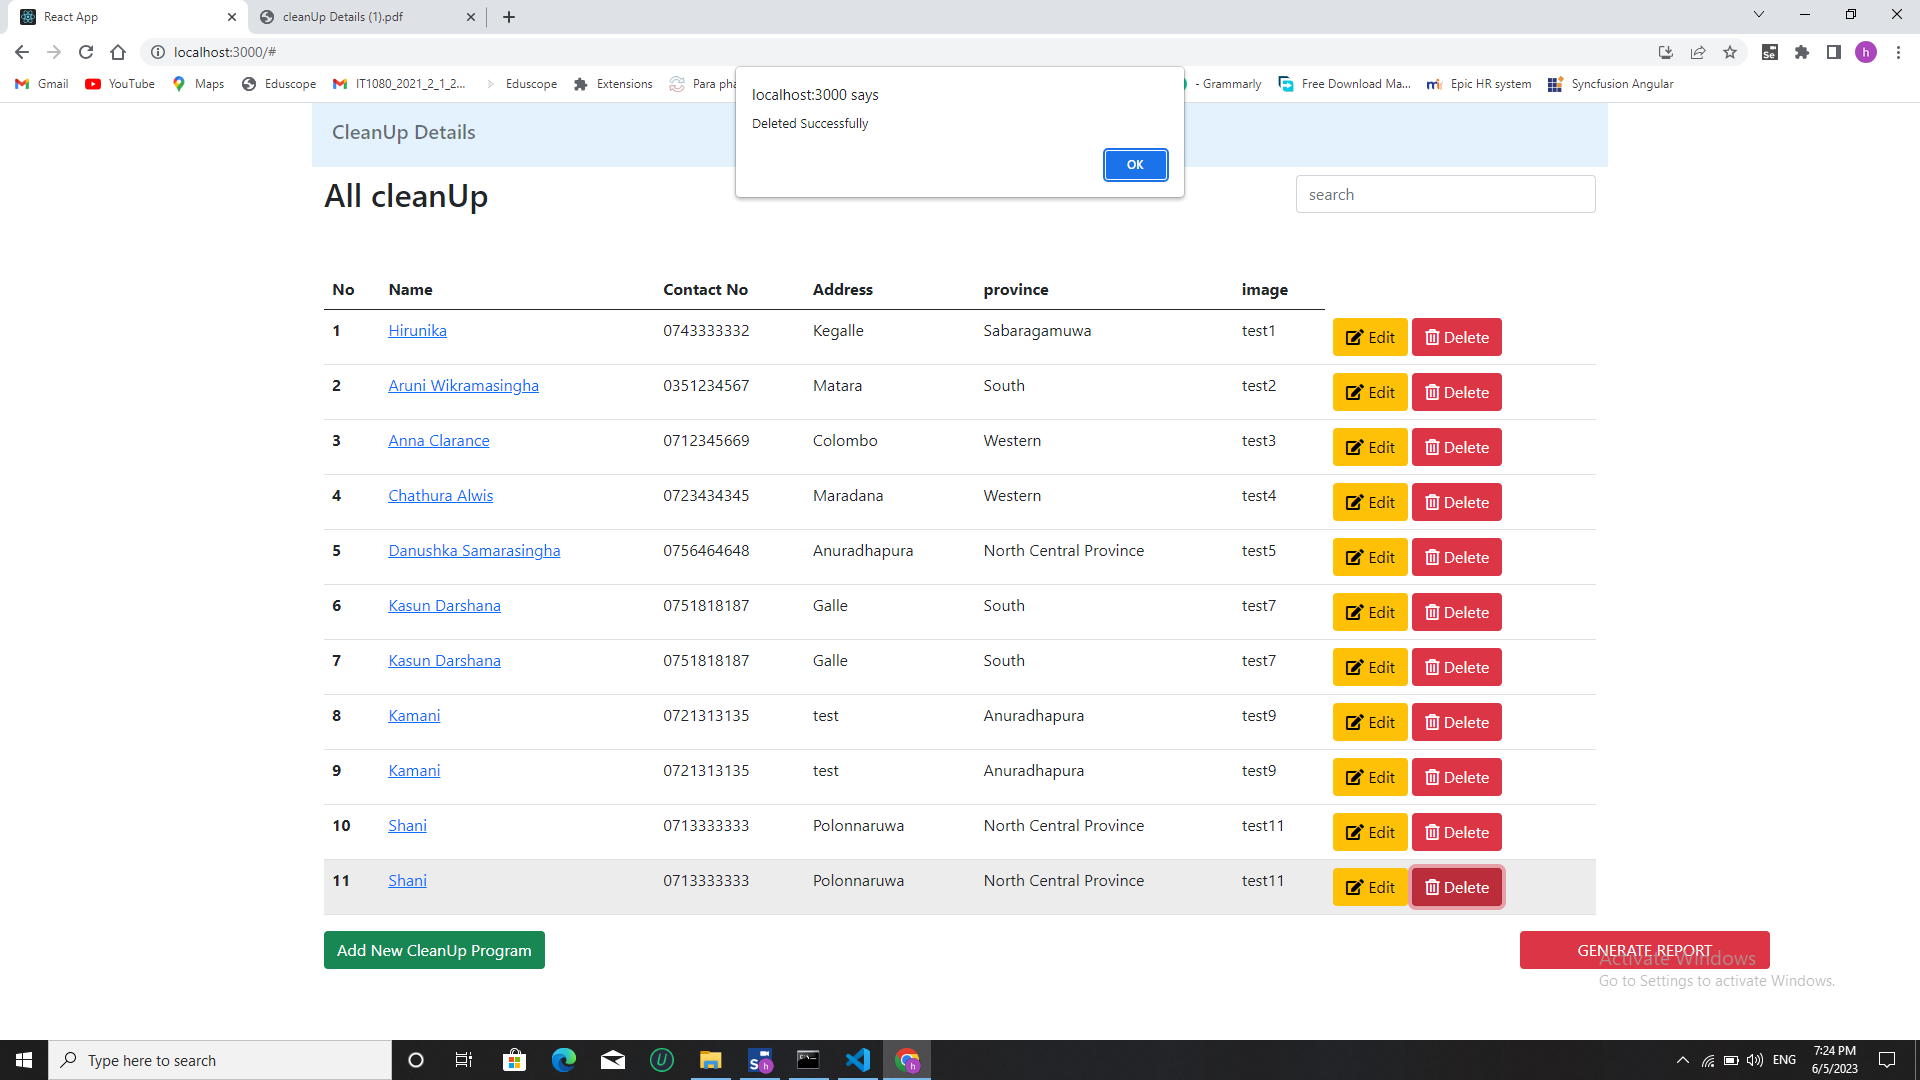 React App
cleanUp Details (1).pdf
localhost:3000/#
h
Gmail
YouTube
Maps
Eduscope
IT1080_2021_2_1_2...
Eduscope
Extensions
Para pha
- Grammarly
Free Download Ma...
Epic HR system
Syncfusion Angular
localhost:3000 says
Deleted Successfully
OK
CleanUp Details
All cleanUp
search
No Name Contact No Address province image
1 Hirunika 0743333332 Kegalle Sabaragamuwa test1 Edit Delete
2 Aruni Wikramasingha 0351234567 Matara South test2 Edit Delete
3 Anna Clarance 0712345669 Colombo Western test3 Edit Delete
4 Chathura Alwis 0723434345 Maradana Western test4 Edit Delete
5 Danushka Samarasingha 0756464648 Anuradhapura North Central Province test5 Edit Delete
6 Kasun Darshana 0751818187 Galle South test7 Edit Delete
7 Kasun Darshana 0751818187 Galle South test7 Edit Delete
8 Kamani 0721313135 test Anuradhapura test9 Edit Delete
9 Kamani 0721313135 test Anuradhapura test9 Edit Delete
10 Shani 0713333333 Polonnaruwa North Central Province test11 Edit Delete
11 Shani 0713333333 Polonnaruwa North Central Province test11 Edit Delete
Add New CleanUp Program
GENERATE REPORT
Activate Windows
Go to Settings to activate Windows.
Type here to search
ENG
7:24 PM
6/5/2023